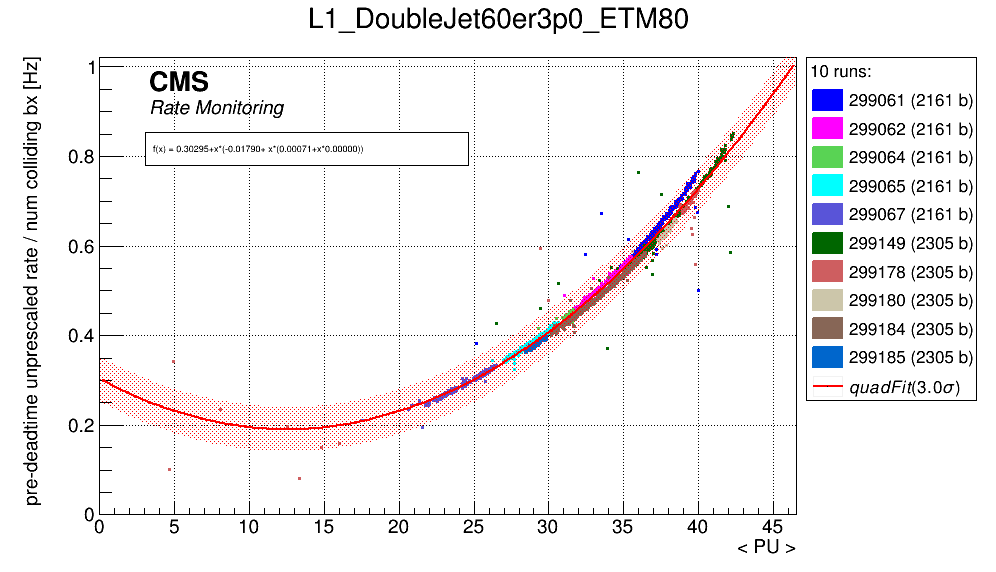 L1_DoubleJet60er3p0_ETM80
pre-deadtime unprescaled rate / num colliding bx [Hz]
CMS
Rate Monitoring
f(x) = 0.30295+x*(-0.01790+ x*(0.00071+x*0.00000))
1
0.8
0.6
0.4
0.2
0
0 5 10 15 20 25 30 35 40 45
< PU >
10 runs:
299061 (2161 b)
299062 (2161 b)
299064 (2161 b)
299065 (2161 b)
299067 (2161 b)
299149 (2305 b)
299178 (2305 b)
299180 (2305 b)
299184 (2305 b)
299185 (2305 b)
quadFit(3.0σ)